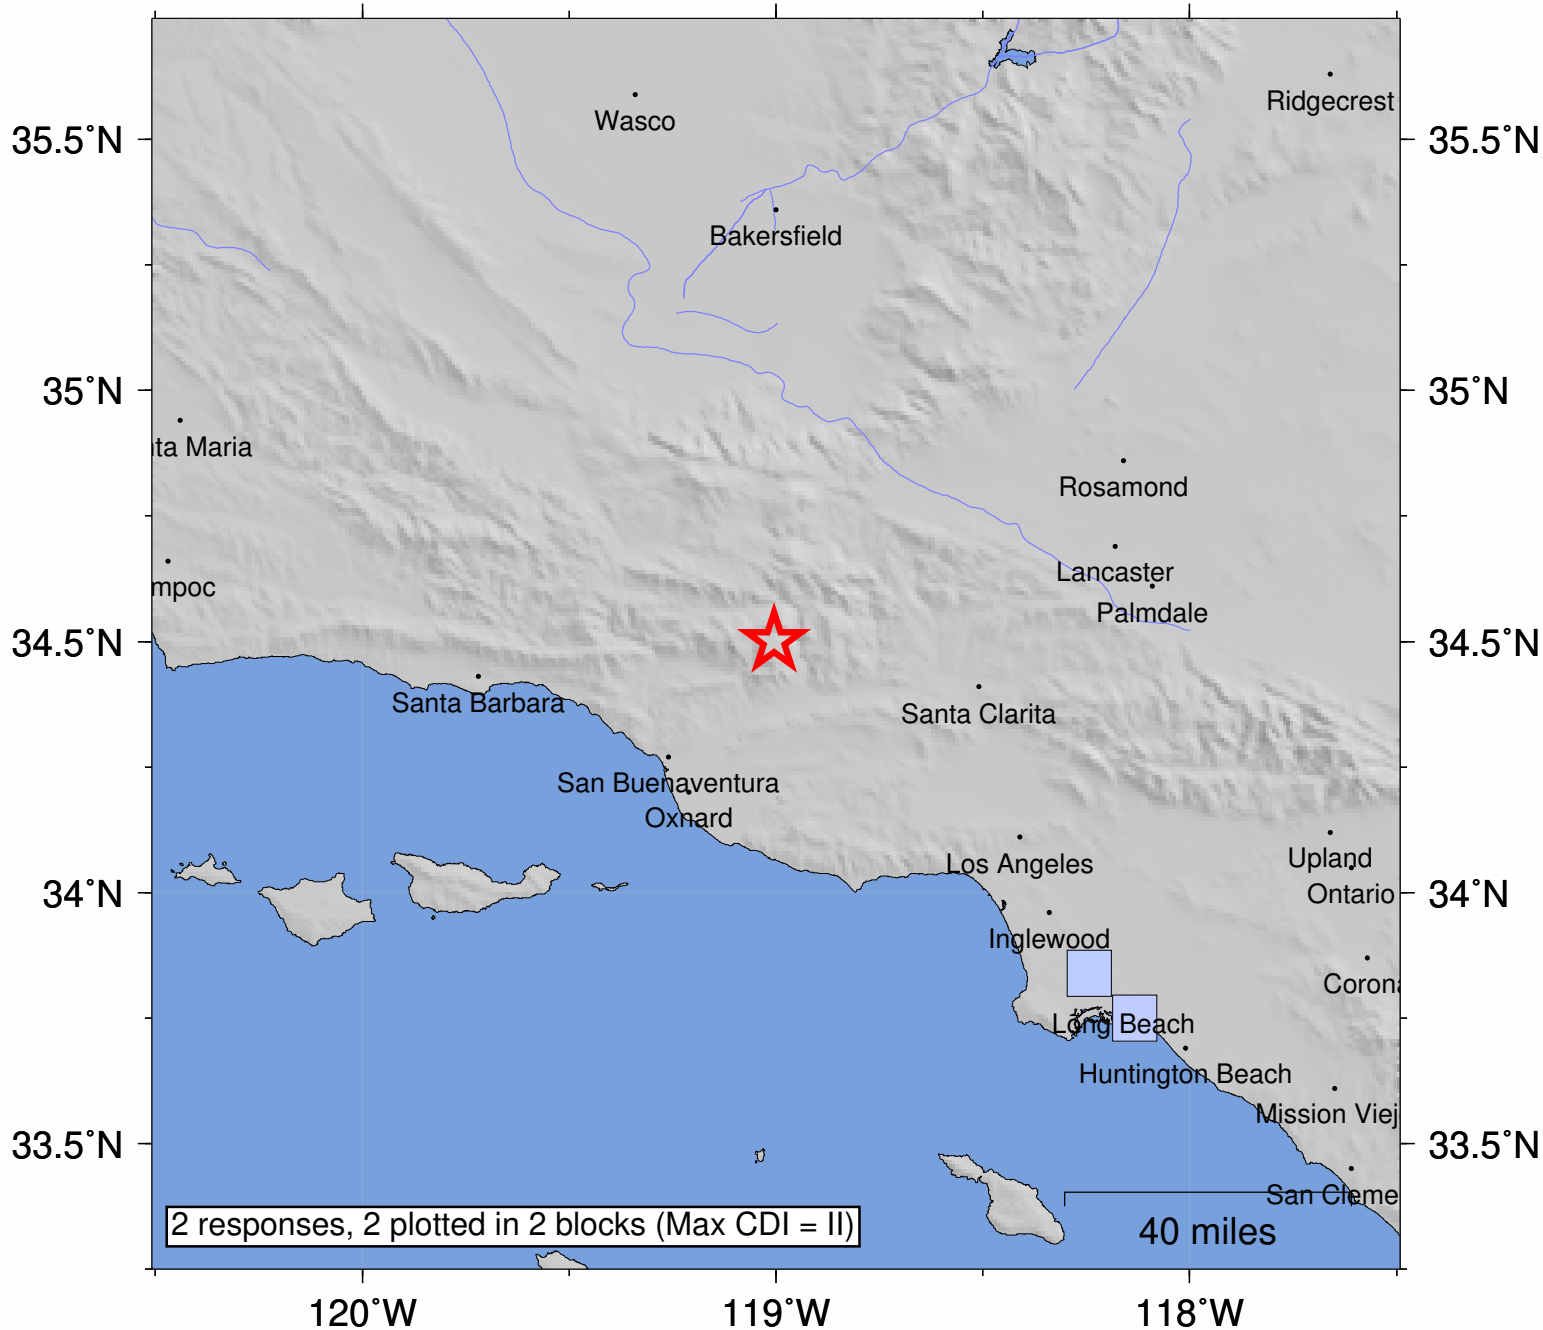 Ridgecrest
Wasco
35.5°N
35.5°N
Bakersfield
35°N
35°N
ta Maria
Rosamond
Lancaster
mpoc
Palmdale
34.5°N
34.5°N
Santa Barbara
Santa Clarita
San Buenaventura
Oxnard
Los Angeles
Upland
34°N
Ontario
34°N
Inglewood
Corona
Long Beach
Huntington Beach
Mission Viej
33.5°N
33.5°N
San Cleme
2 responses, 2 plotted in 2 blocks (Max CDI = II)
40 miles
120°W
119°W
118°W